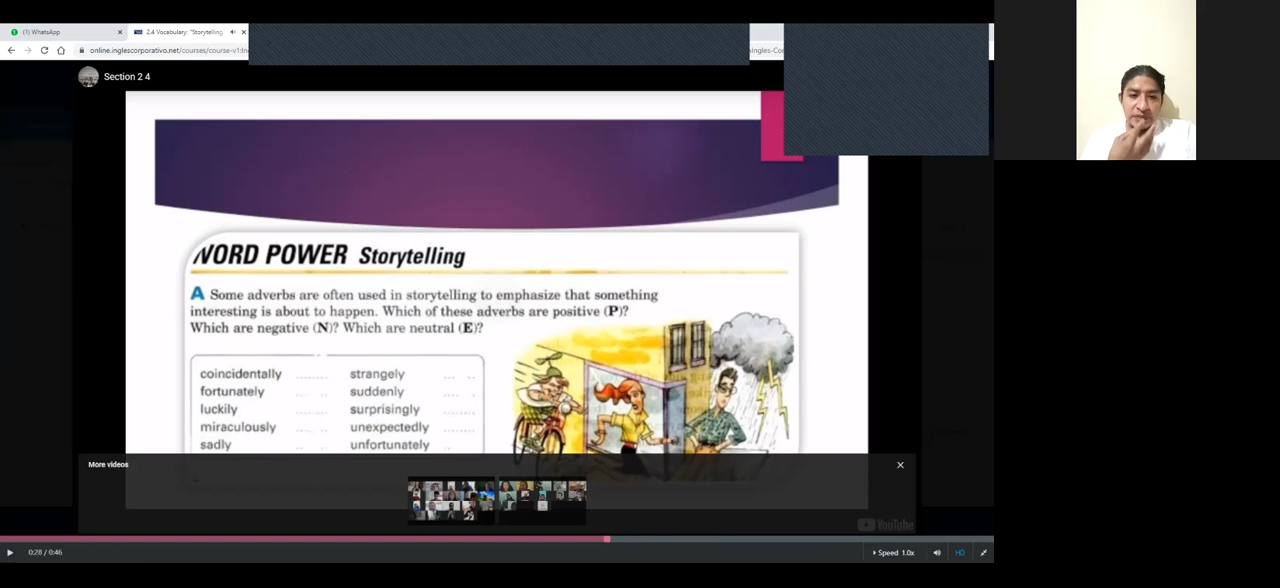 (1) WhatsApp
2.4 Vocabulary: "Storytelling"
online.inglescorporativo.net/courses/course-v1:
Section 2 4
WORD POWER Storytelling
A Some adverbs are often used in storytelling to emphasize that something
interesting is about to happen. Which of these adverbs are positive (P)?
Which are negative (N)? Which are neutral (E)?
coincidentally strangely
fortunately suddenly
luckily surprisingly
miraculously unexpectedly
sadly unfortunately
More videos
YouTube
0:28 / 0:46
Speed 1.0x
HD